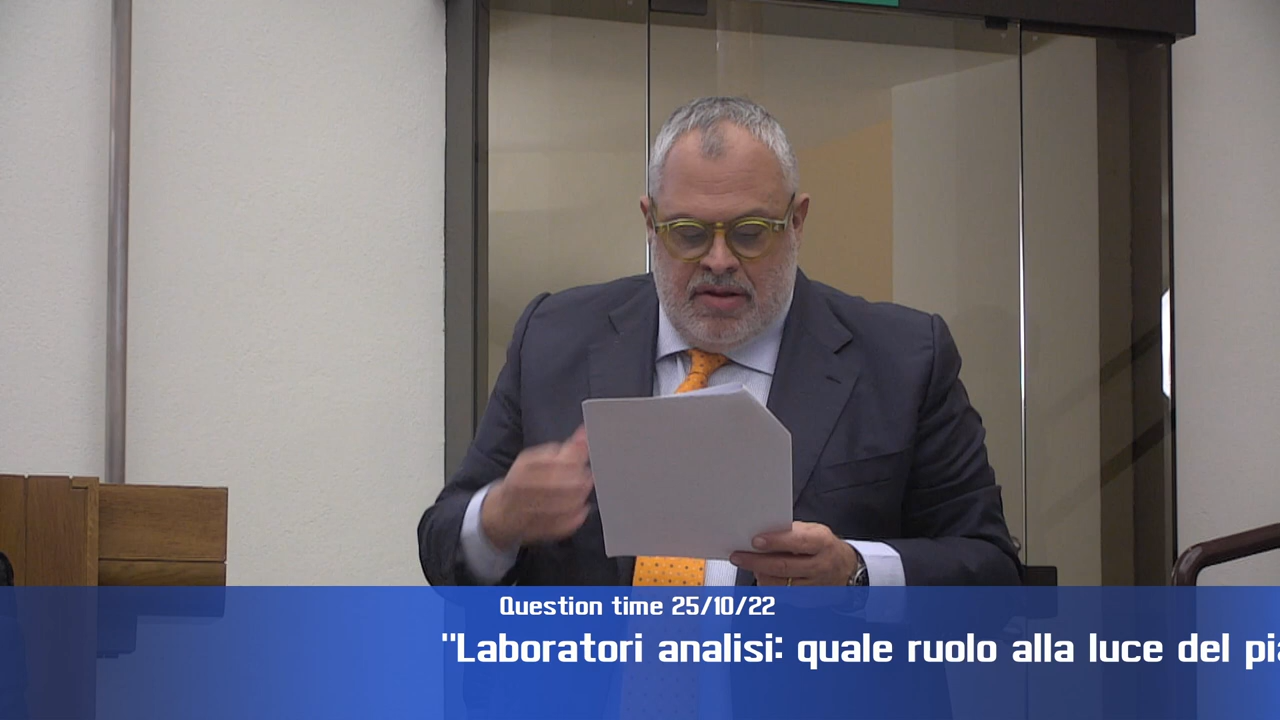 Question time 25/10/22
"Laboratori analisi: quale ruolo alla luce del